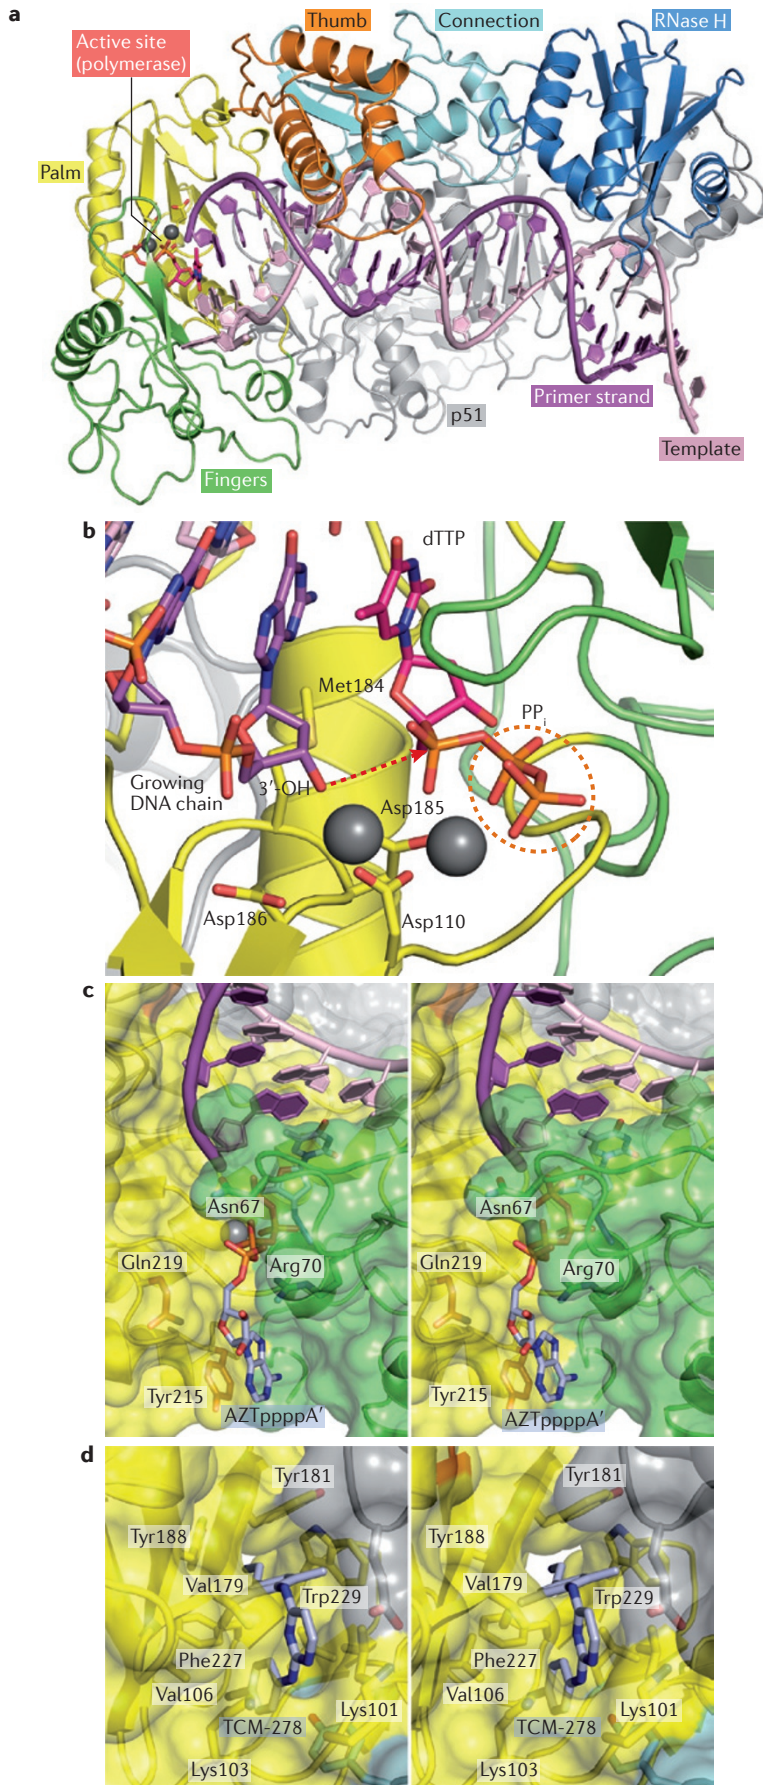 a
Thumb
Connection
RNase H
Active site
(polymerase)
Palm
Primer strand
p51
Template
Fingers
b
dTTP
Met184
PPi
Growing
DNA chain
3′-OH
Asp185
Asp186
Asp110
c
Asn67
Asn67
Gln219
Arg70
Gln219
Arg70
Tyr215
Tyr215
AZTppppA′
AZTppppA′
d
Tyr181
Tyr181
Tyr188
Tyr188
Val179
Trp229
Val179
Trp229
Phe227
Phe227
Val106
Val106
Lys101
Lys101
TCM-278
TCM-278
Lys103
Lys103